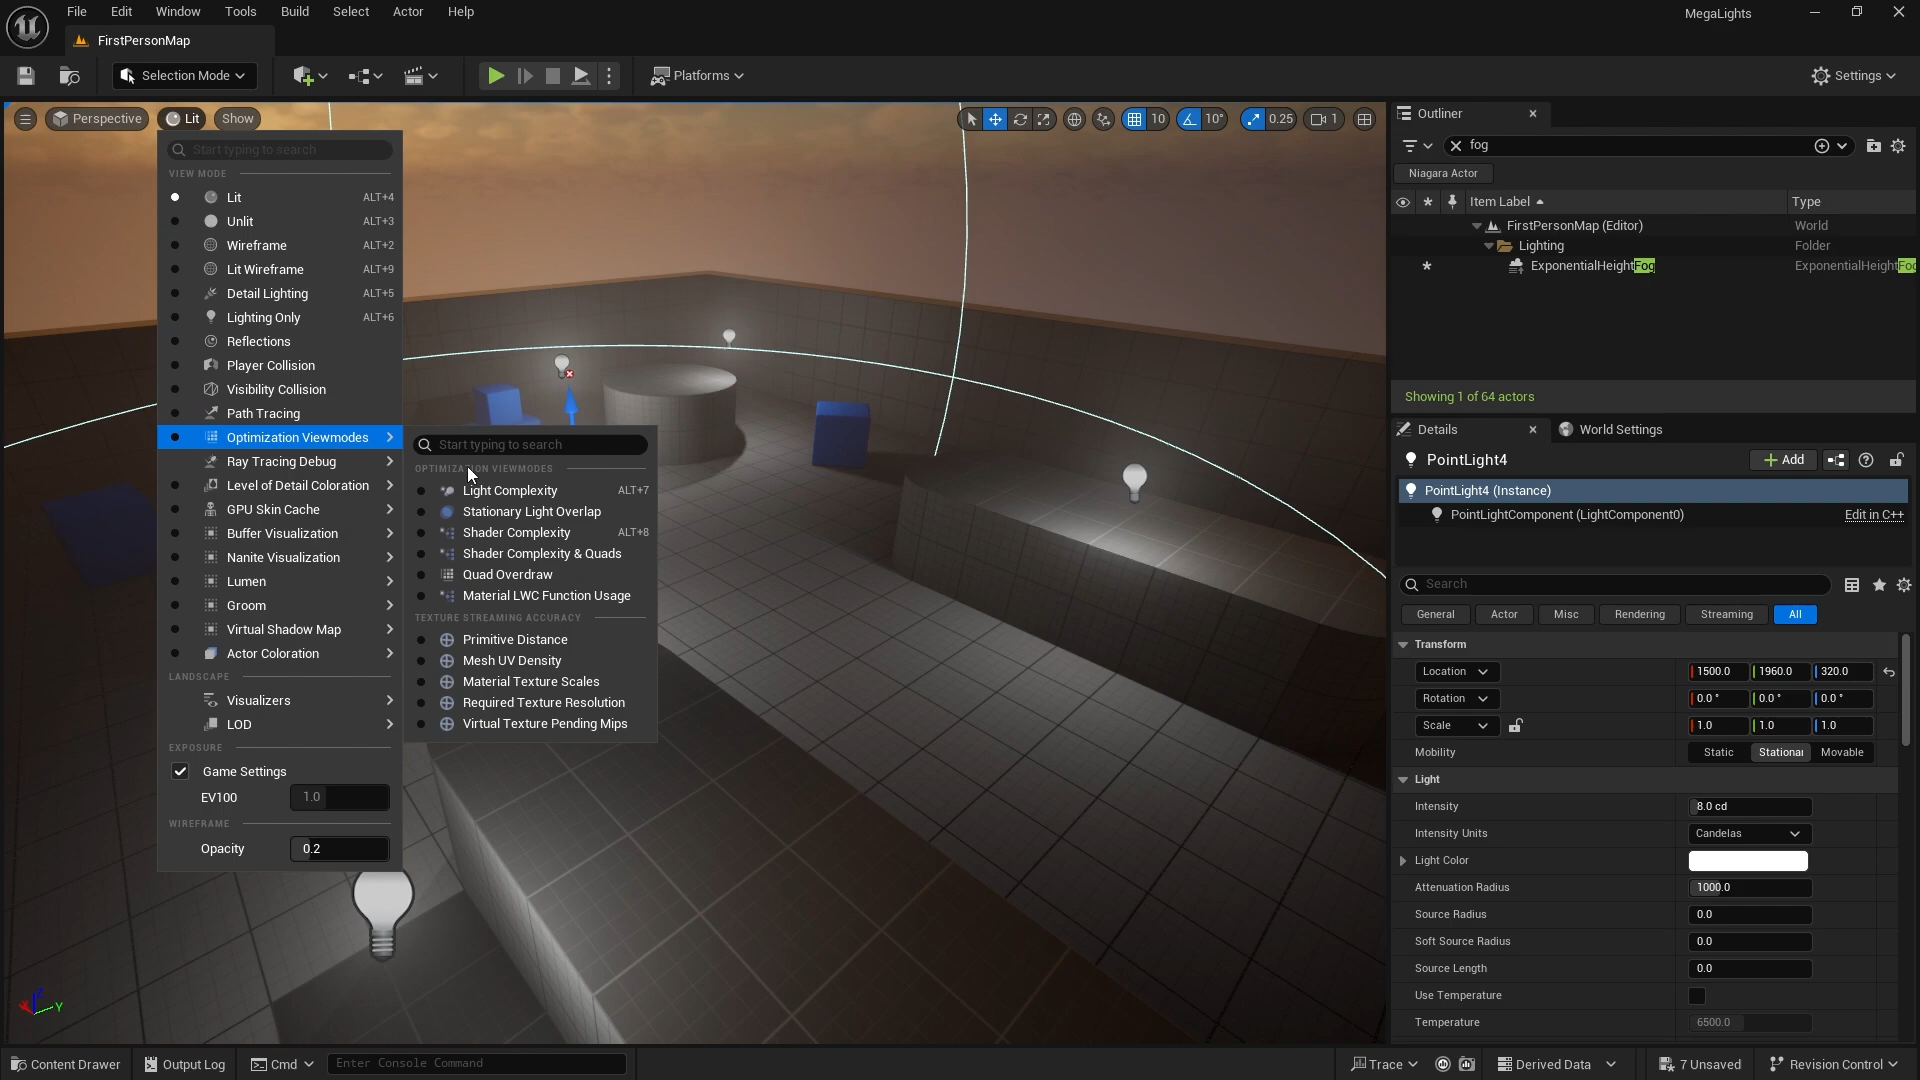 File Edit Window Tools Build Select Actor Help
MegaLights
FirstPersonMap
Selection Mode
Platforms
Settings
Perspective Lit Show
10 10° 0.25 1
Start typing to search
VIEW MODE
Lit ALT+4
Unlit ALT+3
Wireframe ALT+2
Lit Wireframe ALT+9
Detail Lighting ALT+5
Lighting Only ALT+6
Reflections
Player Collision
Visibility Collision
Path Tracing
Optimization Viewmodes
Ray Tracing Debug
Level of Detail Coloration
GPU Skin Cache
Buffer Visualization
Nanite Visualization
Lumen
Groom
Virtual Shadow Map
Actor Coloration
LANDSCAPE
Visualizers
LOD
EXPOSURE
Game Settings
EV100 1.0
WIREFRAME
Opacity 0.2
Start typing to search
OPTIMIZATION VIEWMODES
Light Complexity ALT+7
Stationary Light Overlap
Shader Complexity ALT+8
Shader Complexity & Quads
Quad Overdraw
Material LWC Function Usage
TEXTURE STREAMING ACCURACY
Primitive Distance
Mesh UV Density
Material Texture Scales
Required Texture Resolution
Virtual Texture Pending Mips
X Z Y
Outliner
fog
Niagara Actor
Item Label Type
FirstPersonMap (Editor) World
Lighting Folder
ExponentialHeightFog ExponentialHeightFog
Showing 1 of 64 actors
Details World Settings
PointLight4 Add
PointLight4 (Instance)
PointLightComponent (LightComponent0) Edit in C++
Search
General Actor Misc Rendering Streaming All
Transform
Location 1500.0 1960.0 320.0
Rotation 0.0 ° 0.0 ° 0.0 °
Scale 1.0 1.0 1.0
Mobility Static Stationar Movable
Light
Intensity 8.0 cd
Intensity Units Candelas
Light Color
Attenuation Radius 1000.0
Source Radius 0.0
Soft Source Radius 0.0
Source Length 0.0
Use Temperature
Temperature 6500.0
Content Drawer Output Log Cmd Enter Console Command
Trace Derived Data 7 Unsaved Revision Control